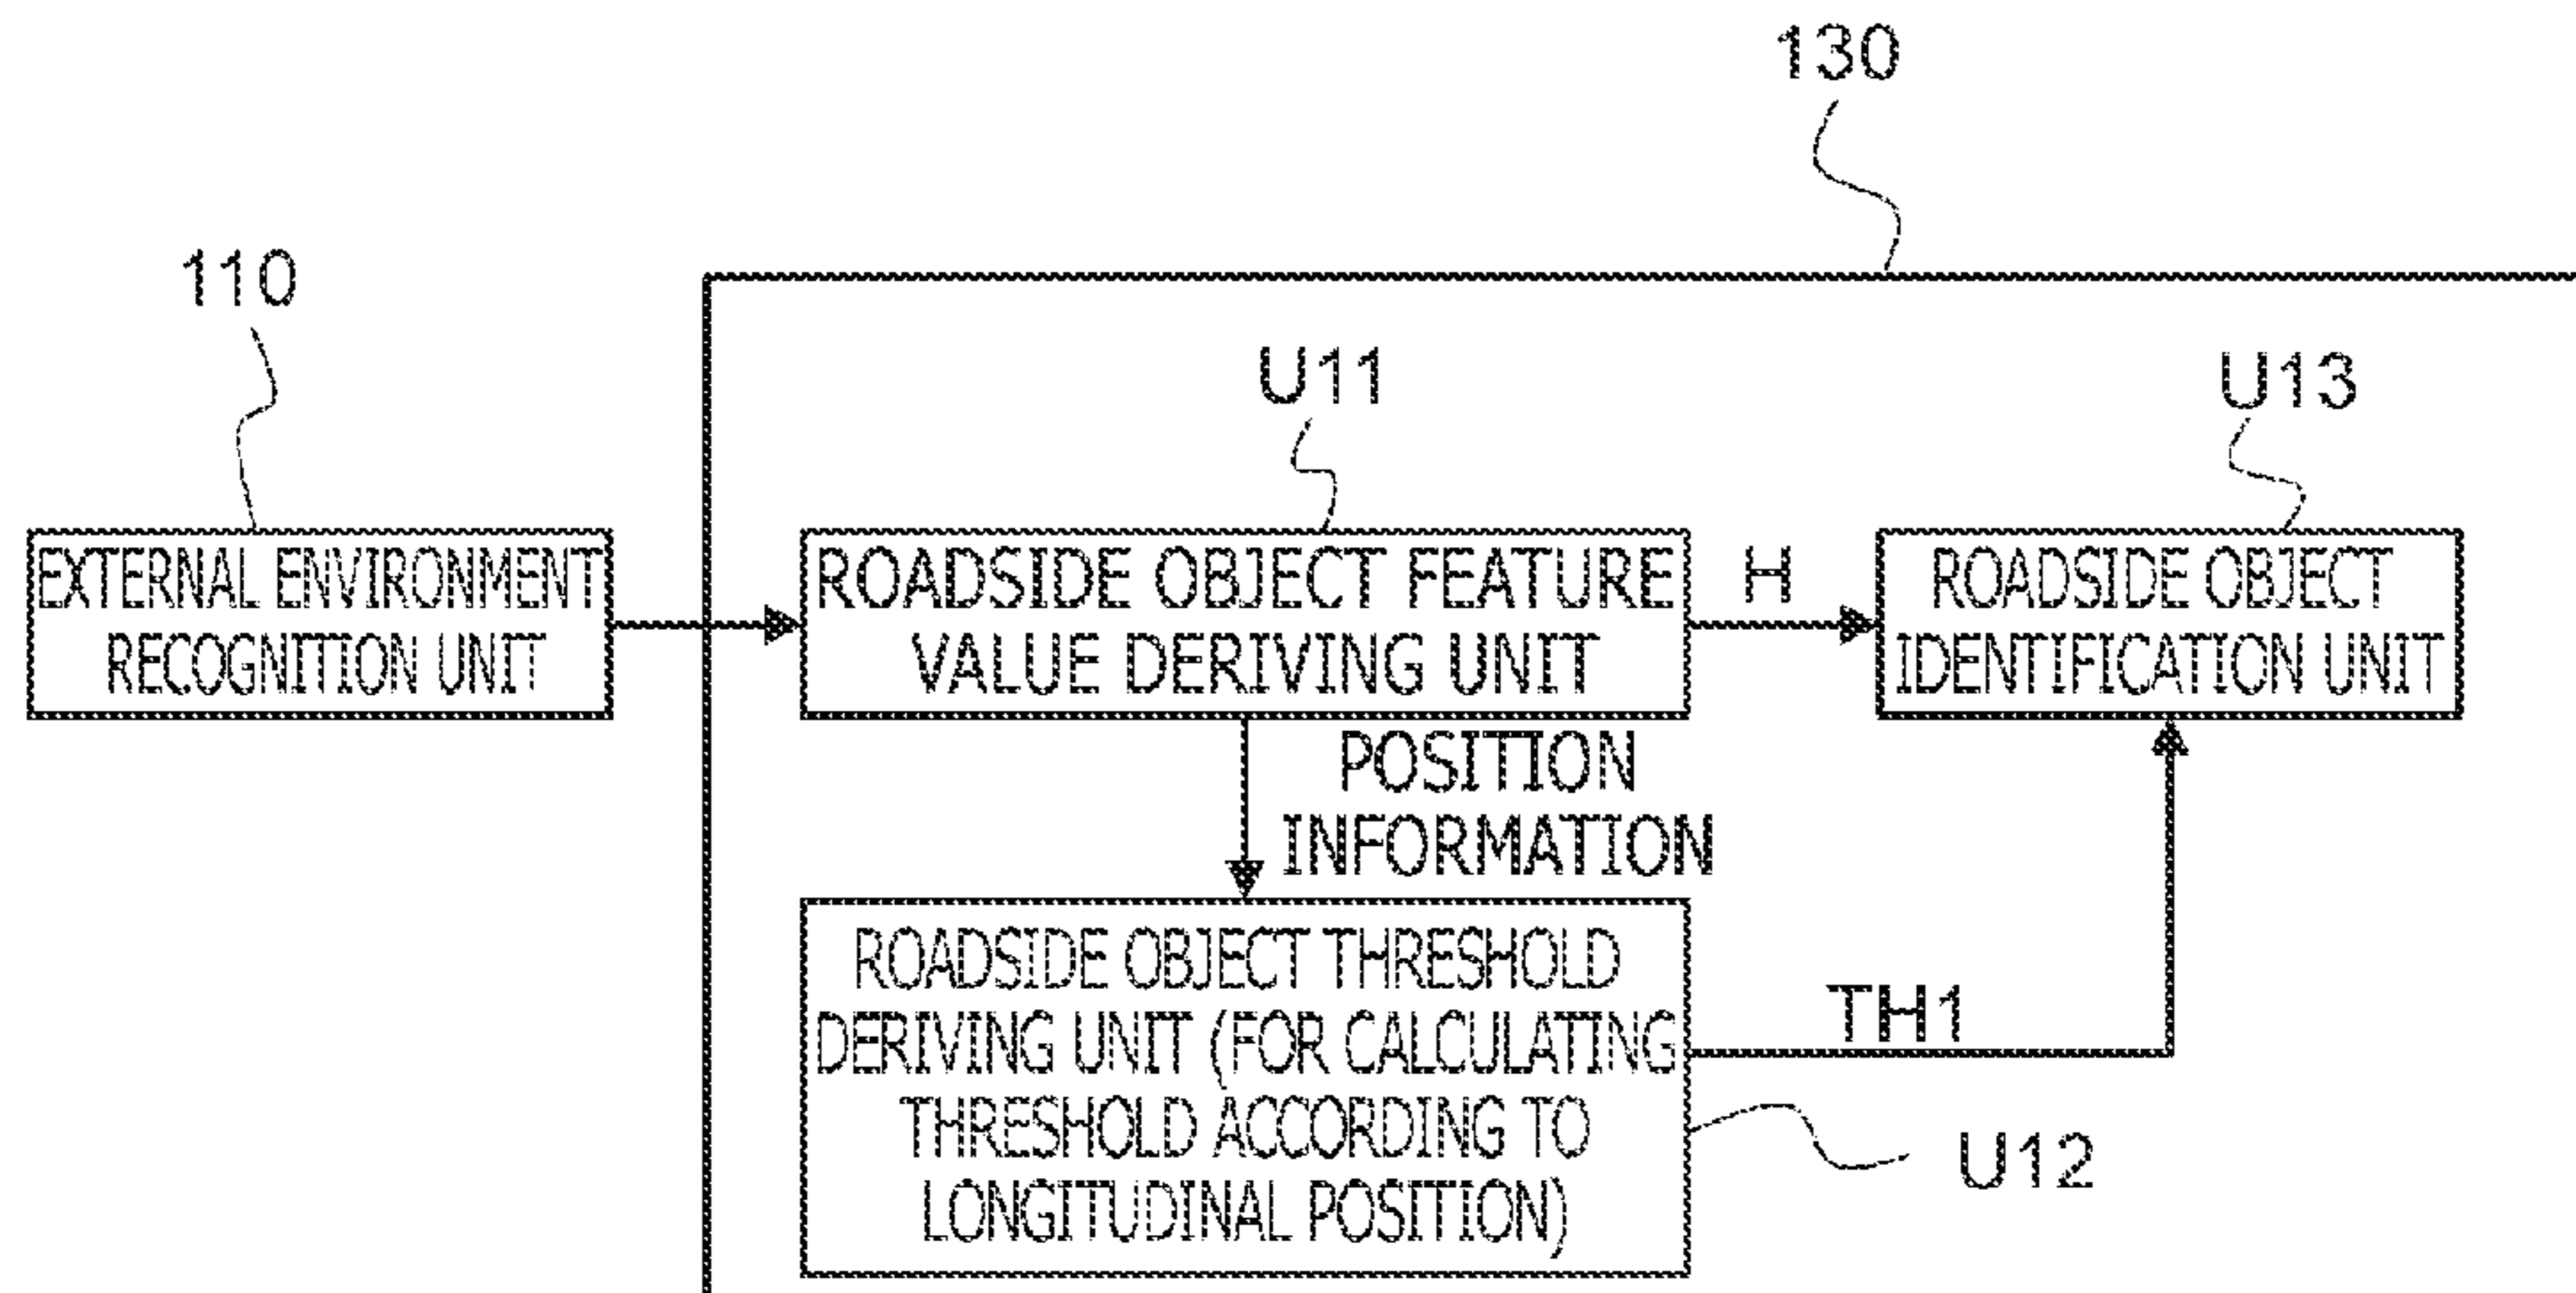 130
110
U11
U13
EXTERNAL ENVIRONMENT
RECOGNITION UNIT
ROADSIDE OBJECT FEATURE
VALUE DERIVING UNIT
H
ROADSIDE OBJECT
IDENTIFICATION UNIT
POSITION
INFORMATION
ROADSIDE OBJECT THRESHOLD
DERIVING UNIT (FOR CALCULATING
THRESHOLD ACCORDING TO
LONGITUDINAL POSITION)
TH1
U12